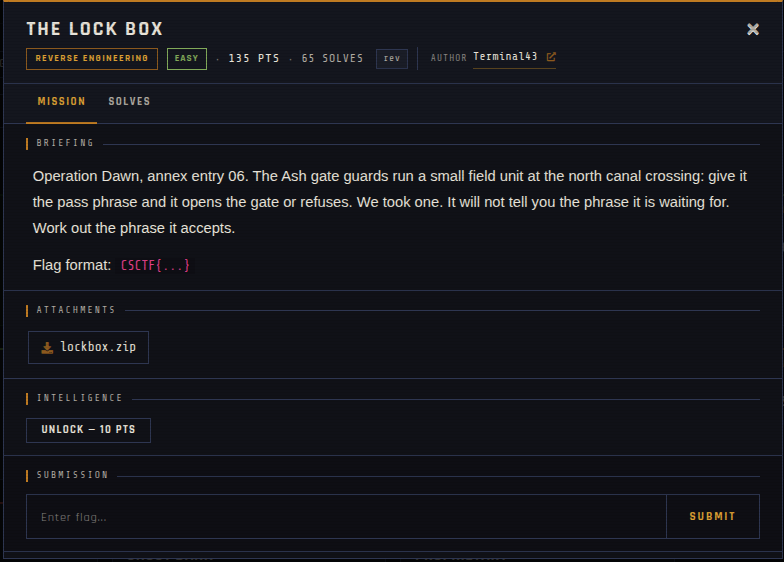 THE LOCK BOX
REVERSE ENGINEERING EASY · 135 PTS · 65 SOLVES rev AUTHOR Terminal43
MISSION SOLVES
BRIEFING
Operation Dawn, annex entry 06. The Ash gate guards run a small field unit at the north canal crossing: give it
the pass phrase and it opens the gate or refuses. We took one. It will not tell you the phrase it is waiting for.
Work out the phrase it accepts.
Flag format: CSCTF{...}
ATTACHMENTS
lockbox.zip
INTELLIGENCE
UNLOCK — 10 PTS
SUBMISSION
Enter flag...
SUBMIT